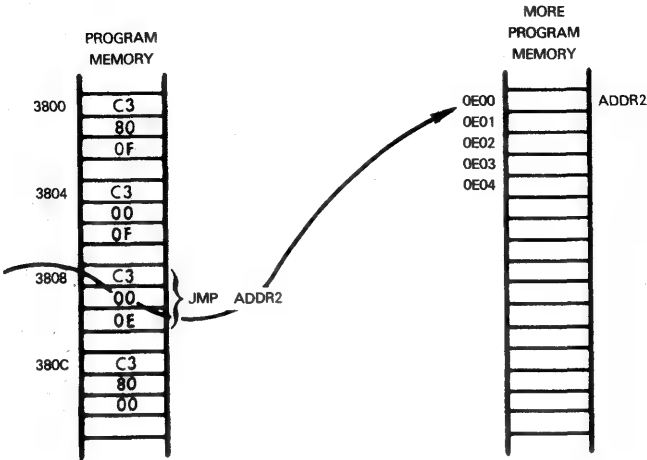 PROGRAM
MEMORY
3800 C3
80
0F
3804 C3
00
0F
3808 C3
00
0E
JMP ADDR2
380C C3
80
00
MORE
PROGRAM
MEMORY
0E00 ADDR2
0E01
0E02
0E03
0E04